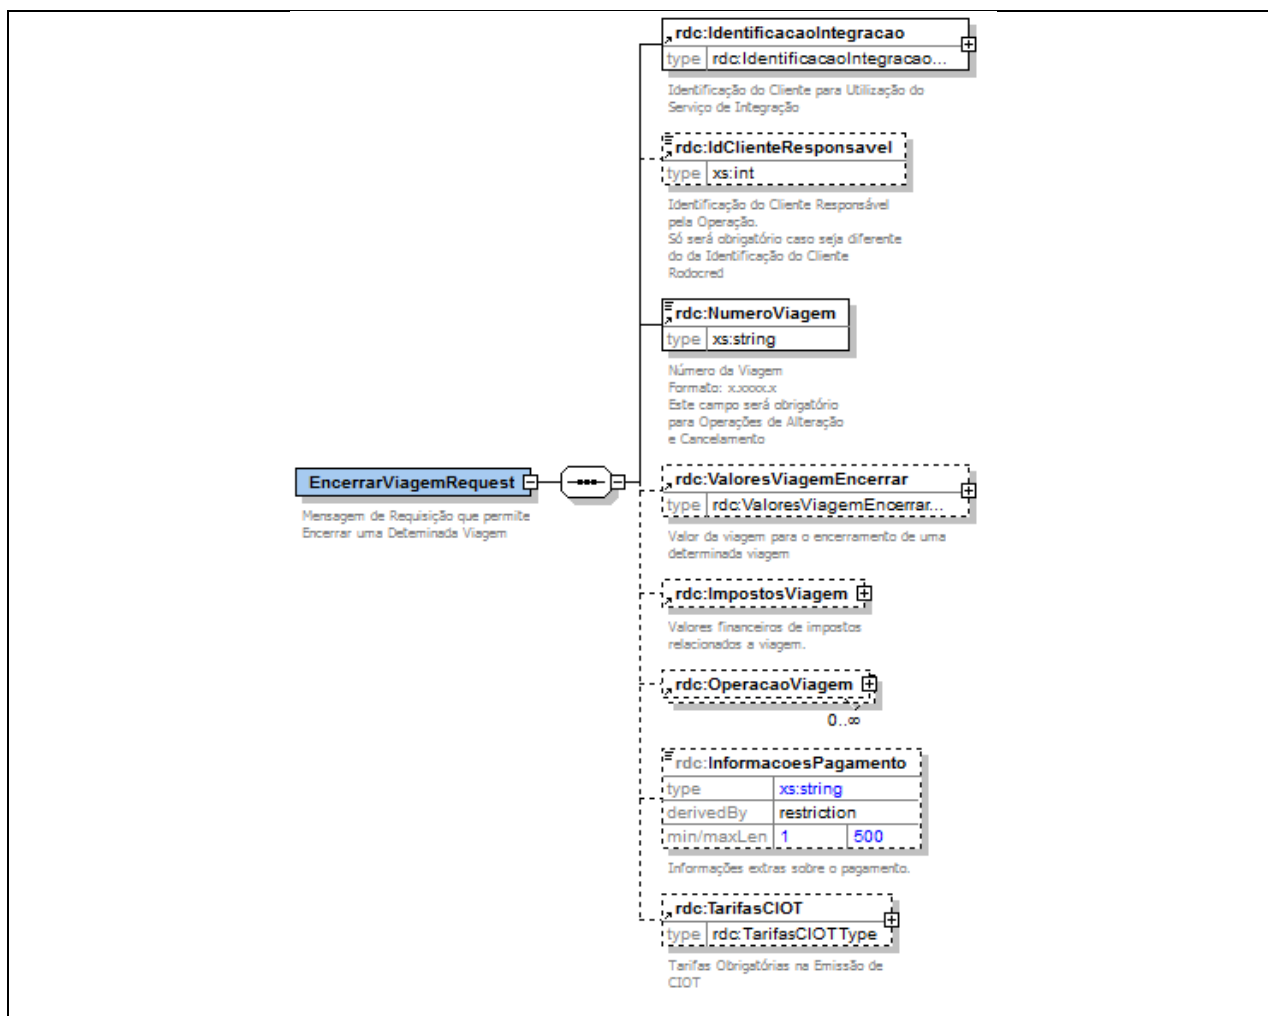 rdc:IdentificacaoIntegracao
type rdc:IdentificacaoIntegracao...
Identificação do Cliente para Utilização do
Serviço de Integração
rdc:IdClienteResponsavel
type xs:int
Identificação do Cliente Responsável
pela Operação.
Só será obrigatório caso seja diferente
do da Identificação do Cliente
Rodocred
rdc:NumeroViagem
type xs:string
Número da Viagem
Formato: x.xxxx.x
Este campo será obrigatório
para Operações de Alteração
e Cancelamento
EncerrarViagemRequest
Mensagem de Requisição que permite
Encerrar uma Deteminada Viagem
rdc:ValoresViagemEncerrar
type rdc:ValoresViagemEncerrar...
Valor da viagem para o encerramento de uma
determinada viagem
rdc:ImpostosViagem
Valores financeiros de impostos
relacionados a viagem.
rdc:OperacaoViagem
0..∞
rdc:InformacoesPagamento
type xs:string
derivedBy restriction
min/maxLen 1 500
Informações extras sobre o pagamento.
rdc:TarifasCIOT
type rdc:TarifasCIOTType
Tarifas Obrigatórias na Emissão de
CIOT